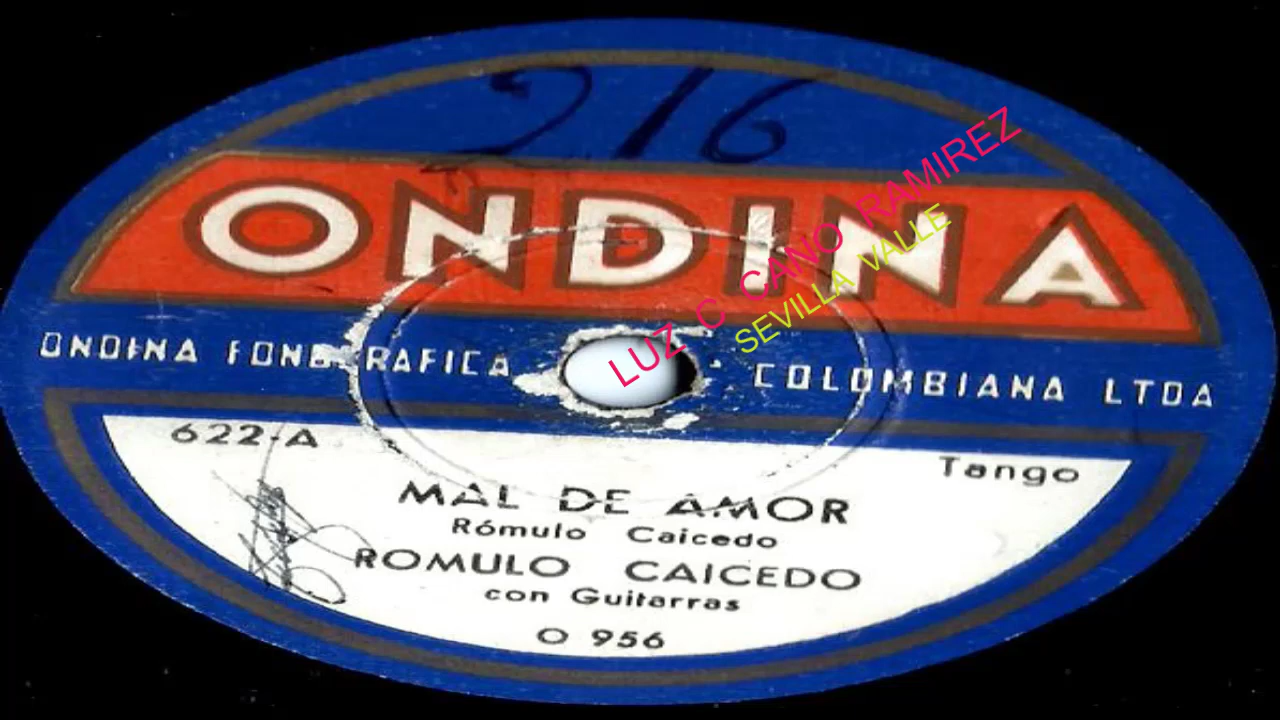 216
ONDINA
LUZ C CANO RAMIREZ
SEVILLA VALLE
ONDINA FONOGRAFICA COLOMBIANA LTDA
622-A
Tango
MAL DE AMOR
Rómulo Caicedo
ROMULO CAICEDO
con Guitarras
O 956